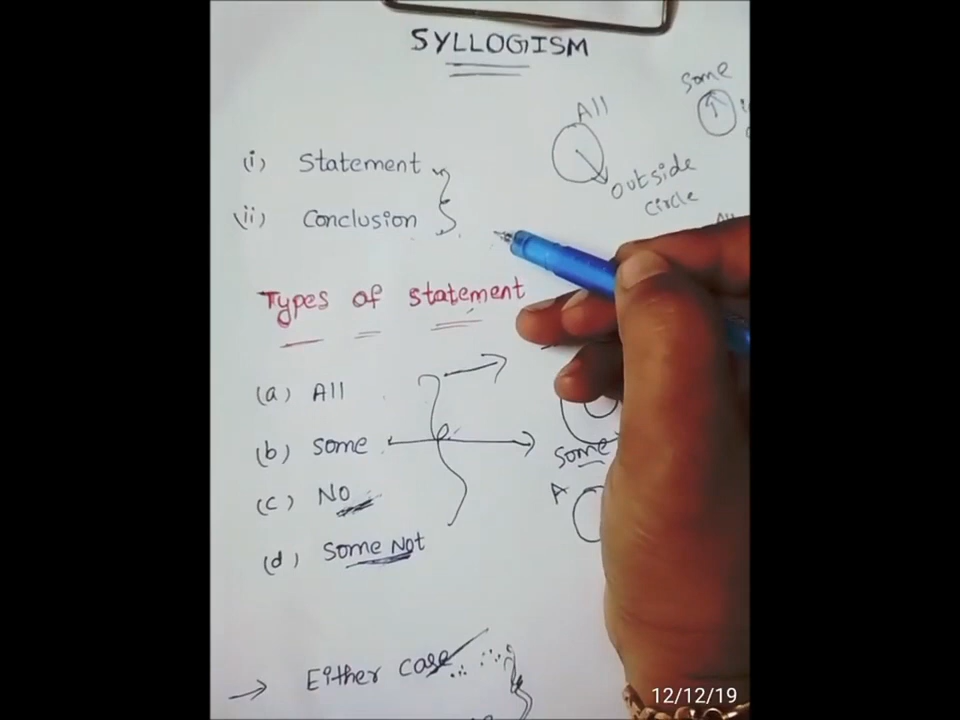 SYLLOGISM
Some
All
outside
circle
(i) Statement
(ii) Conclusion
Types of statement
(a) All
(b) some
some
(c) No
A
(d) Some Not
→ Either case
12/12/19